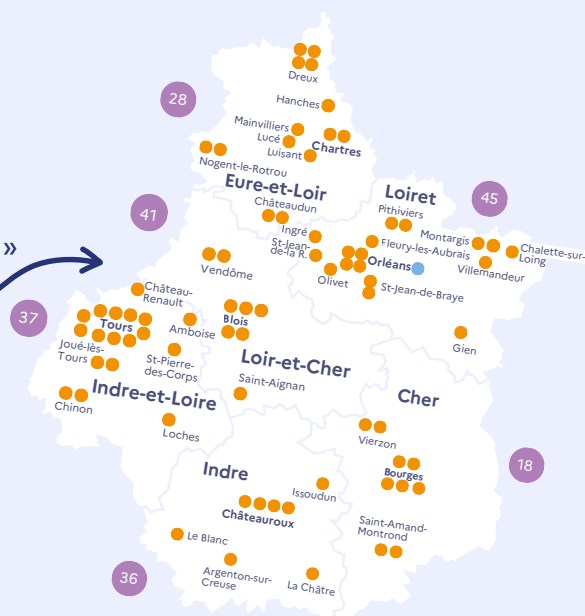 Dreux
Hanches
28
Mainvilliers
Lucé
Chartres
Luisant
Nogent-le-Rotrou
Eure-et-Loir
Loiret
45
Châteaudun
Pithiviers
41
Ingré
St-Jean-
de-la R.
Fleury-les-Aubrais
Montargis
Chalette-sur-
Loing
»
Vendôme
Orléans
Villemandeur
Olivet
St-Jean-de-Braye
Château-
Renault
37
Tours
Amboise
Blois
Gien
Joué-lès-
Tours
St-Pierre-
des-Corps
Loir-et-Cher
Saint-Aignan
Indre-et-Loire
Cher
Chinon
Loches
Vierzon
Indre
Bourges
18
Issoudun
Châteauroux
Saint-Amand-
Montrond
Le Blanc
36
Argenton-sur-
Creuse
La Châtre